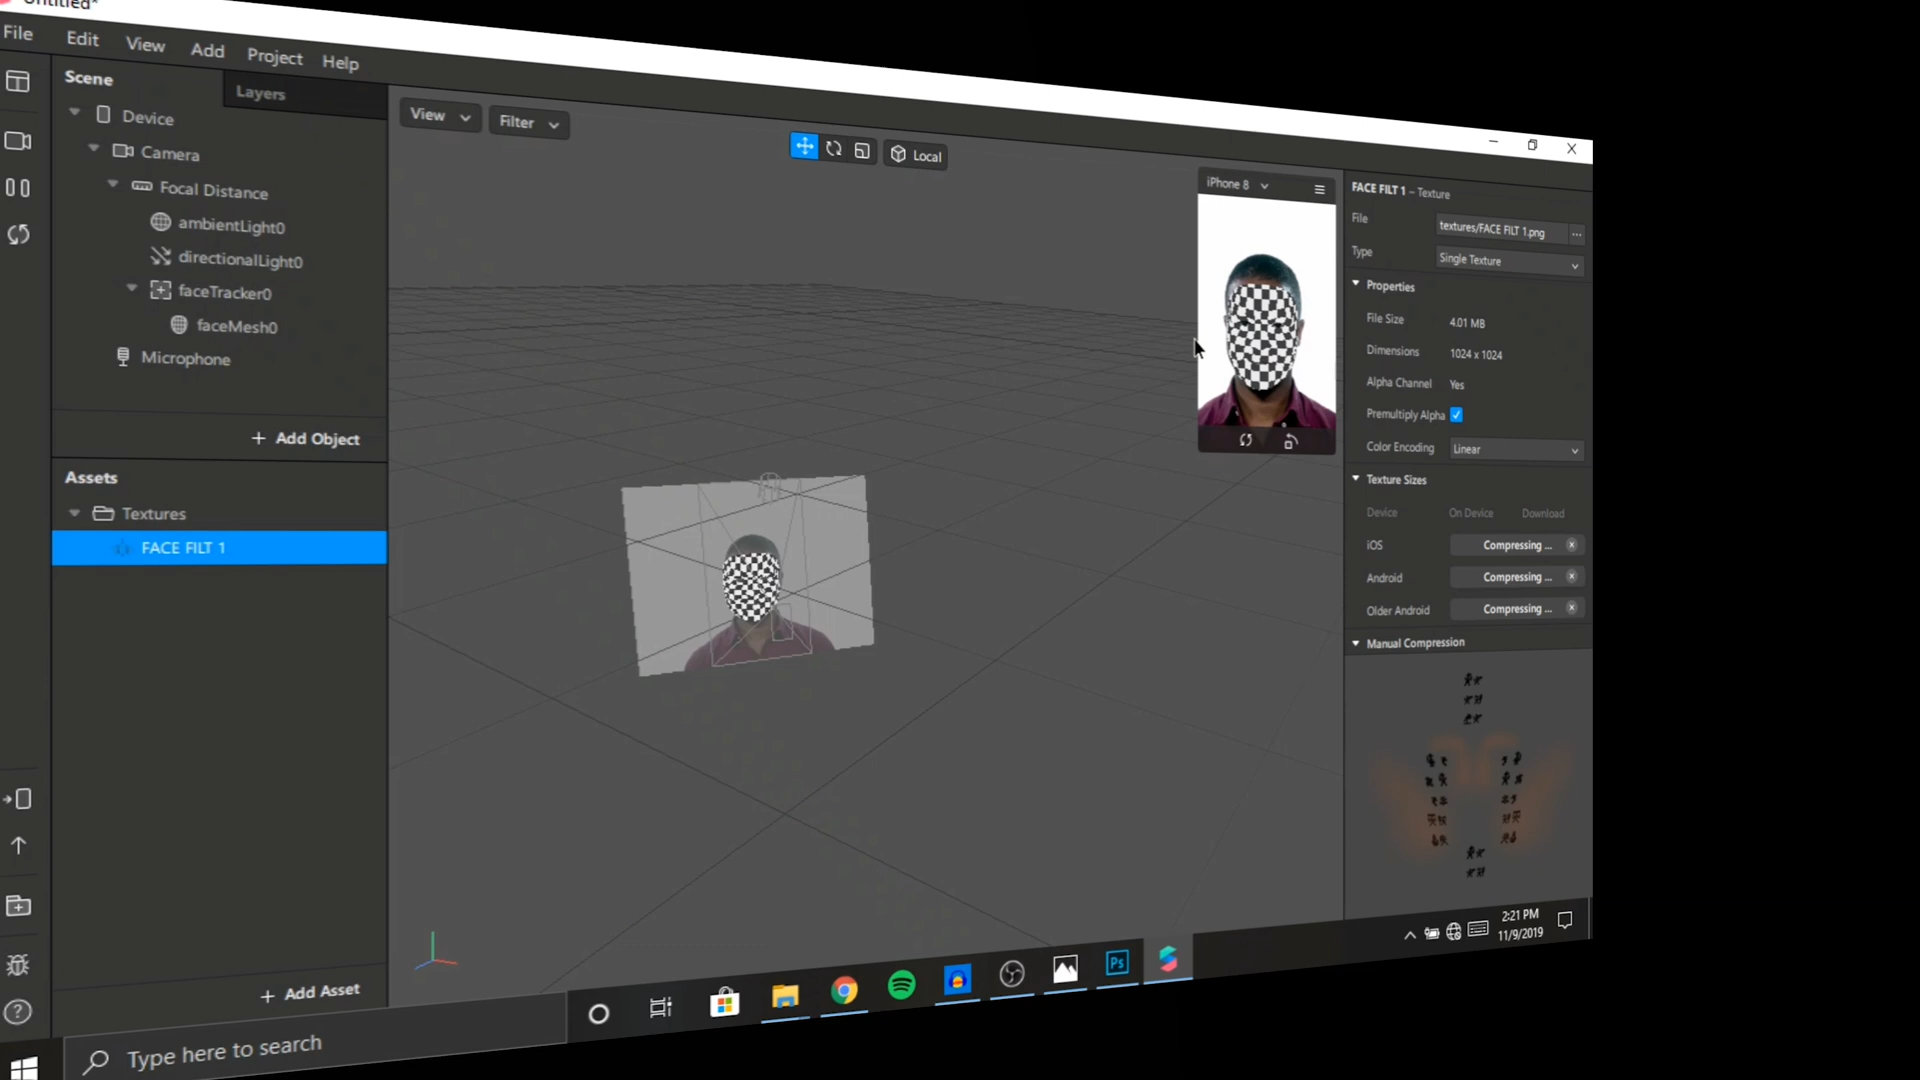 Untitled*
File Edit View Add Project Help
Scene
Layers
Device
Camera
Focal Distance
ambientLight0
directionalLight0
faceTracker0
faceMesh0
Microphone
+ Add Object
Assets
Textures
FACE FILT 1
+ Add Asset
View
Filter
Local
iPhone 8
FACE FILT 1 – Texture
File textures/FACE FILT 1.png ...
Type Single Texture
Properties
File Size 4.01 MB
Dimensions 1024 x 1024
Alpha Channel Yes
Premultiply Alpha
Color Encoding Linear
Texture Sizes
Device On Device Download
iOS Compressing ...
Android Compressing ...
Older Android Compressing ...
Manual Compression
Type here to search
Ps
2:21 PM
11/9/2019